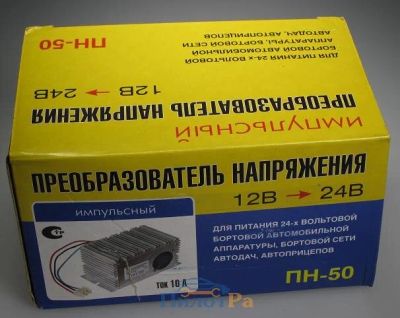 ПН-50
ДЛЯ ПИТАНИЯ 24-х ВОЛЬТОВОЙ
БОРТОВОЙ АВТОМОБИЛЬНОЙ
АППАРАТУРЫ, БОРТОВОЙ СЕТИ
АВТОДАЧ, АВТОПРИЦЕПОВ
12В → 24В
ПРЕОБРАЗОВАТЕЛЬ НАПРЯЖЕНИЯ
ИМПУЛЬСНЫЙ
ПРЕОБРАЗОВАТЕЛЬ НАПРЯЖЕНИЯ
12В → 24В
ИМПУЛЬСНЫЙ
ДЛЯ ПИТАНИЯ 24-х ВОЛЬТОВОЙ
БОРТОВОЙ АВТОМОБИЛЬНОЙ
АППАРАТУРЫ, БОРТОВОЙ СЕТИ
АВТОДАЧ, АВТОПРИЦЕПОВ
ТОК 10 А
ПН-50
ПилотРа